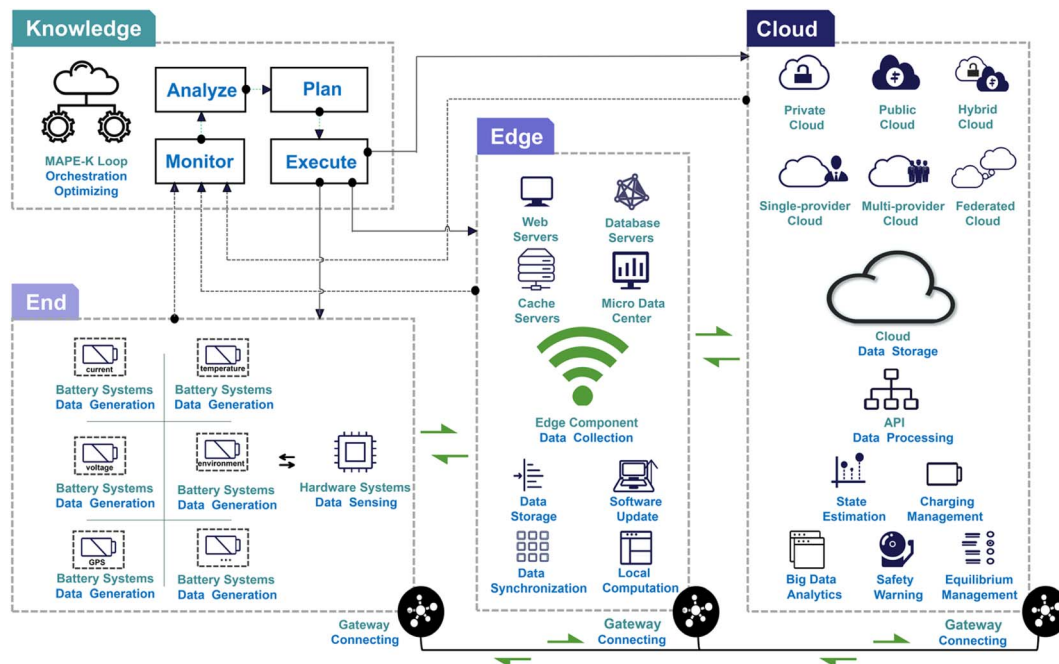 Knowledge
MAPE-K Loop
Orchestration
Optimizing
Analyze
Plan
Monitor
Execute
End
current
Battery Systems
Data Generation
temperature
Battery Systems
Data Generation
voltage
Battery Systems
Data Generation
environment
Battery Systems
Data Generation
GPS
Battery Systems
Data Generation
...
Battery Systems
Data Generation
Hardware Systems
Data Sensing
Gateway
Connecting
Edge
Web
Servers
Database
Servers
Cache
Servers
Micro Data
Center
Edge Component
Data Collection
Data
Storage
Software
Update
Data
Synchronization
Local
Computation
Gateway
Connecting
Cloud
Private
Cloud
Public
Cloud
Hybrid
Cloud
Single-provider
Cloud
Multi-provider
Cloud
Federated
Cloud
Cloud
Data Storage
API
Data Processing
State
Estimation
Charging
Management
Big Data
Analytics
Safety
Warning
Equilibrium
Management
Gateway
Connecting